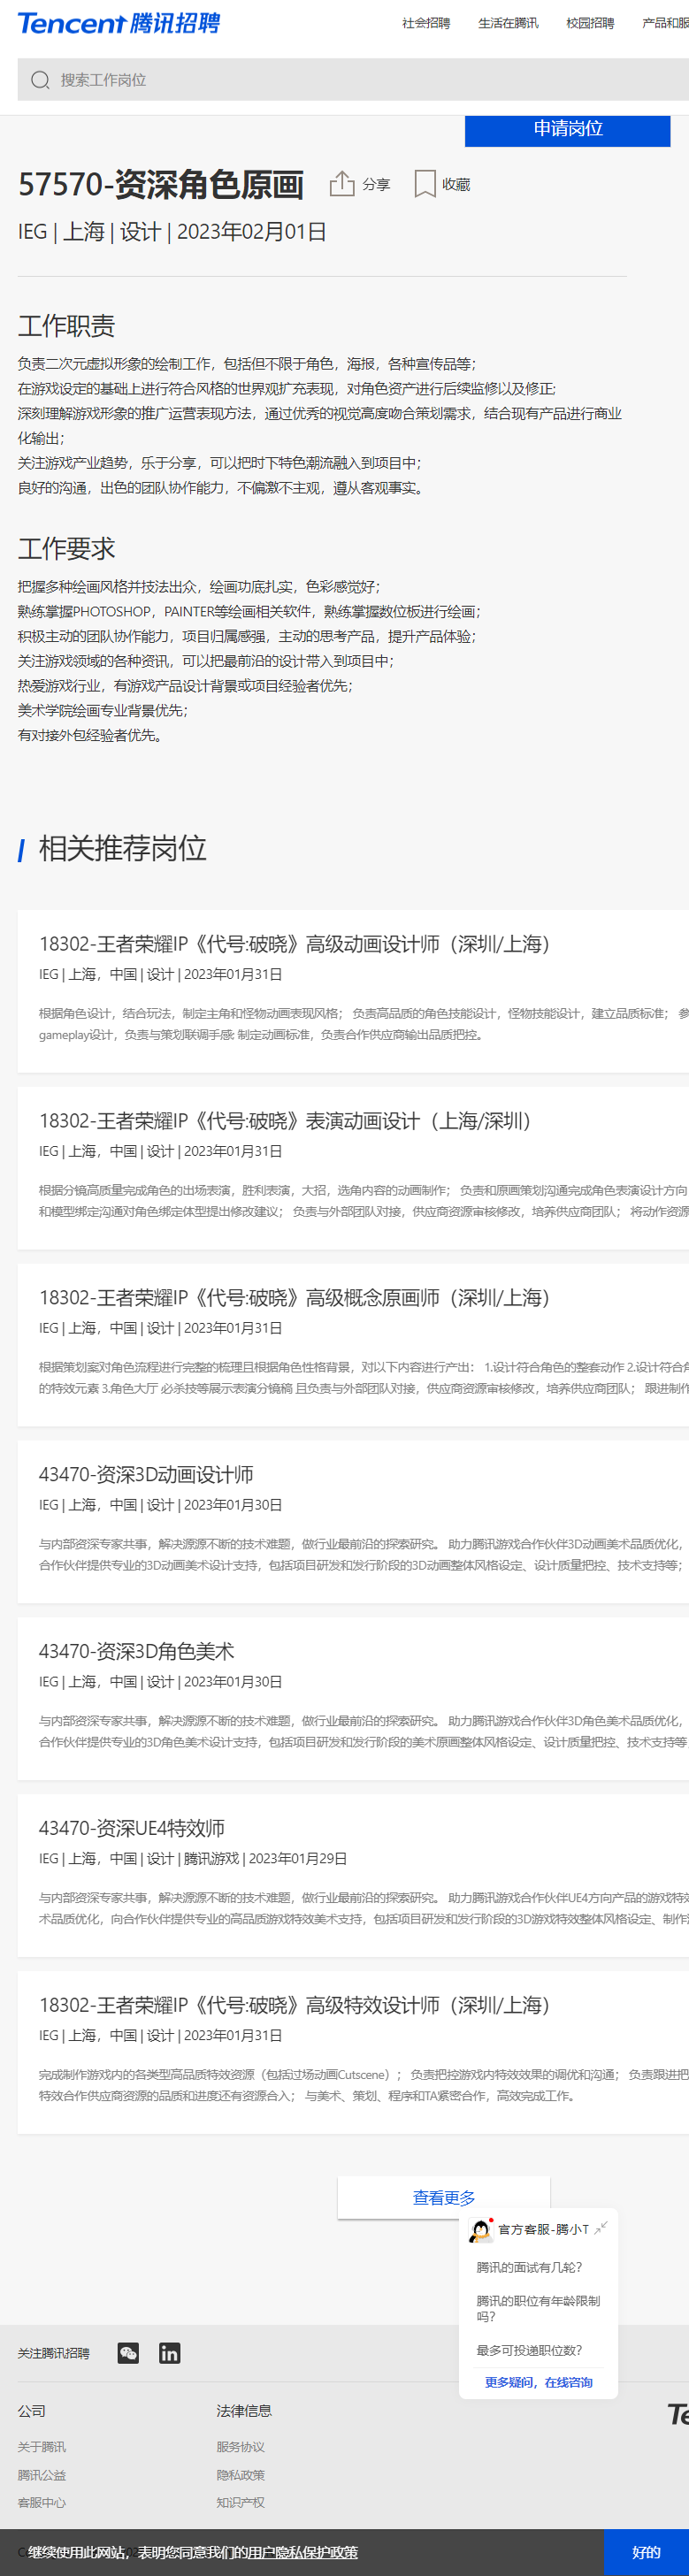 Tencent 腾讯招聘
社会招聘 生活在腾讯 校园招聘 产品和服
搜索工作岗位
申请岗位
57570-资深角色原画 分享 收藏
IEG | 上海 | 设计 | 2023年02月01日
工作职责
负责二次元虚拟形象的绘制工作，包括但不限于角色，海报，各种宣传品等；
在游戏设定的基础上进行符合风格的世界观扩充表现，对角色资产进行后续监修以及修正;
深刻理解游戏形象的推广运营表现方法，通过优秀的视觉高度吻合策划需求，结合现有产品进行商业
化输出；
关注游戏产业趋势，乐于分享，可以把时下特色潮流融入到项目中；
良好的沟通，出色的团队协作能力，不偏激不主观，遵从客观事实。
工作要求
把握多种绘画风格并技法出众，绘画功底扎实，色彩感觉好；
熟练掌握PHOTOSHOP，PAINTER等绘画相关软件，熟练掌握数位板进行绘画；
积极主动的团队协作能力，项目归属感强，主动的思考产品，提升产品体验；
关注游戏领域的各种资讯，可以把最前沿的设计带入到项目中；
热爱游戏行业，有游戏产品设计背景或项目经验者优先；
美术学院绘画专业背景优先；
有对接外包经验者优先。
相关推荐岗位
18302-王者荣耀IP《代号:破晓》高级动画设计师（深圳/上海）
IEG | 上海，中国 | 设计 | 2023年01月31日
根据角色设计，结合玩法，制定主角和怪物动画表现风格； 负责高品质的角色技能设计，怪物技能设计，建立品质标准； 参
gameplay设计，负责与策划联调手感; 制定动画标准，负责合作供应商输出品质把控。
18302-王者荣耀IP《代号:破晓》表演动画设计（上海/深圳）
IEG | 上海，中国 | 设计 | 2023年01月31日
根据分镜高质量完成角色的出场表演，胜利表演，大招，选角内容的动画制作； 负责和原画策划沟通完成角色表演设计方向
和模型绑定沟通对角色绑定体型提出修改建议； 负责与外部团队对接，供应商资源审核修改，培养供应商团队； 将动作资源
18302-王者荣耀IP《代号:破晓》高级概念原画师（深圳/上海）
IEG | 上海，中国 | 设计 | 2023年01月31日
根据策划案对角色流程进行完整的梳理且根据角色性格背景，对以下内容进行产出： 1.设计符合角色的整套动作 2.设计符合角
的特效元素 3.角色大厅 必杀技等展示表演分镜稿 且负责与外部团队对接，供应商资源审核修改，培养供应商团队； 跟进制作
43470-资深3D动画设计师
IEG | 上海，中国 | 设计 | 2023年01月30日
与内部资深专家共事，解决源源不断的技术难题，做行业最前沿的探索研究。 助力腾讯游戏合作伙伴3D动画美术品质优化，
合作伙伴提供专业的3D动画美术设计支持，包括项目研发和发行阶段的3D动画整体风格设定、设计质量把控、技术支持等；
43470-资深3D角色美术
IEG | 上海，中国 | 设计 | 2023年01月30日
与内部资深专家共事，解决源源不断的技术难题，做行业最前沿的探索研究。 助力腾讯游戏合作伙伴3D角色美术品质优化，
合作伙伴提供专业的3D角色美术设计支持，包括项目研发和发行阶段的美术原画整体风格设定、设计质量把控、技术支持等
43470-资深UE4特效师
IEG | 上海，中国 | 设计 | 腾讯游戏 | 2023年01月29日
与内部资深专家共事，解决源源不断的技术难题，做行业最前沿的探索研究。 助力腾讯游戏合作伙伴UE4方向产品的游戏特效
术品质优化，向合作伙伴提供专业的高品质游戏特效美术支持，包括项目研发和发行阶段的3D游戏特效整体风格设定、制作
18302-王者荣耀IP《代号:破晓》高级特效设计师（深圳/上海）
IEG | 上海，中国 | 设计 | 2023年01月31日
完成制作游戏内的各类型高品质特效资源（包括过场动画Cutscene）； 负责把控游戏内特效效果的调优和沟通； 负责跟进把
特效合作供应商资源的品质和进度还有资源合入； 与美术、策划、程序和TA紧密合作，高效完成工作。
查看更多
官方客服-腾小T
腾讯的面试有几轮？
腾讯的职位有年龄限制
吗？
最多可投递职位数？
更多疑问，在线咨询
关注腾讯招聘
公司 法律信息
Te
关于腾讯 服务协议
腾讯公益 隐私政策
客服中心 知识产权
继续使用此网站，表明您同意我们的用户隐私保护政策 好的